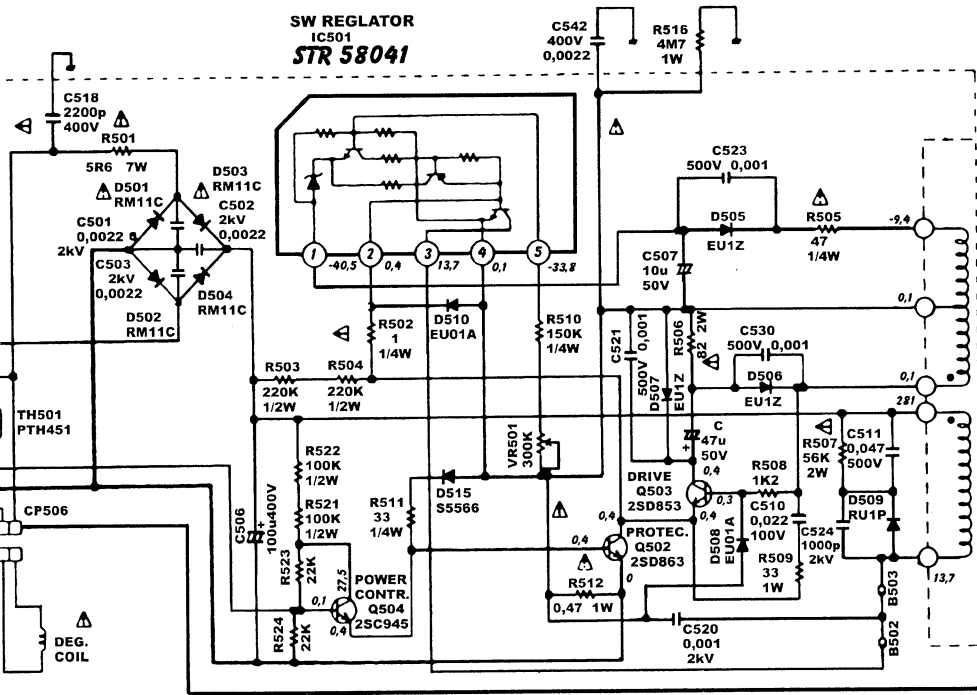 SW REGLATOR
IC501
STR 58041
C542
400V
0,0022
R516
4M7
1W
C518
2200p
400V
R501
5R6 7W
D501
RM11C
D503
RM11C
C501
0,0022
2kV
C502
2kV
0,0022
C503
2kV
0,0022
D504
RM11C
D502
RM11C
1
-40,5
2
0,4
3
13,7
4
0,1
5
-33,8
C523
500V 0,001
D505
EU1Z
R505
47
1/4W
-9,4
C507
10u
50V
0,1
R502
1
1/4W
D510
EU01A
R510
150K
1/4W
C521
500V 0,001
D507
EU1Z
R506
82 2W
C530
500V 0,001
D506
EU1Z
0,1
281
R503
220K
1/2W
R504
220K
1/2W
TH501
PTH451
R522
100K
1/2W
R521
100K
1/2W
VR501
300K
C
47u
50V
+
0,4
R507
56K
2W
C511
0,047
500V
CP506
C506
100u400V
+
R523
22K
R511
33
1/4W
D515
S5566
DRIVE
Q503
2SD853
0,3
0,4
R508
1K2
C510
0,022
100V
C524
1000p
2kV
D509
RU1P
27,5
POWER
CONTR.
Q504
2SC945
0,1
0,4
0,4
0,4
PROTEC.
Q502
2SD863
0
D508
EU01A
R509
33
1W
13,7
R512
0,47 1W
B503
R524
22K
DEG.
COIL
C520
0,001
2kV
B502